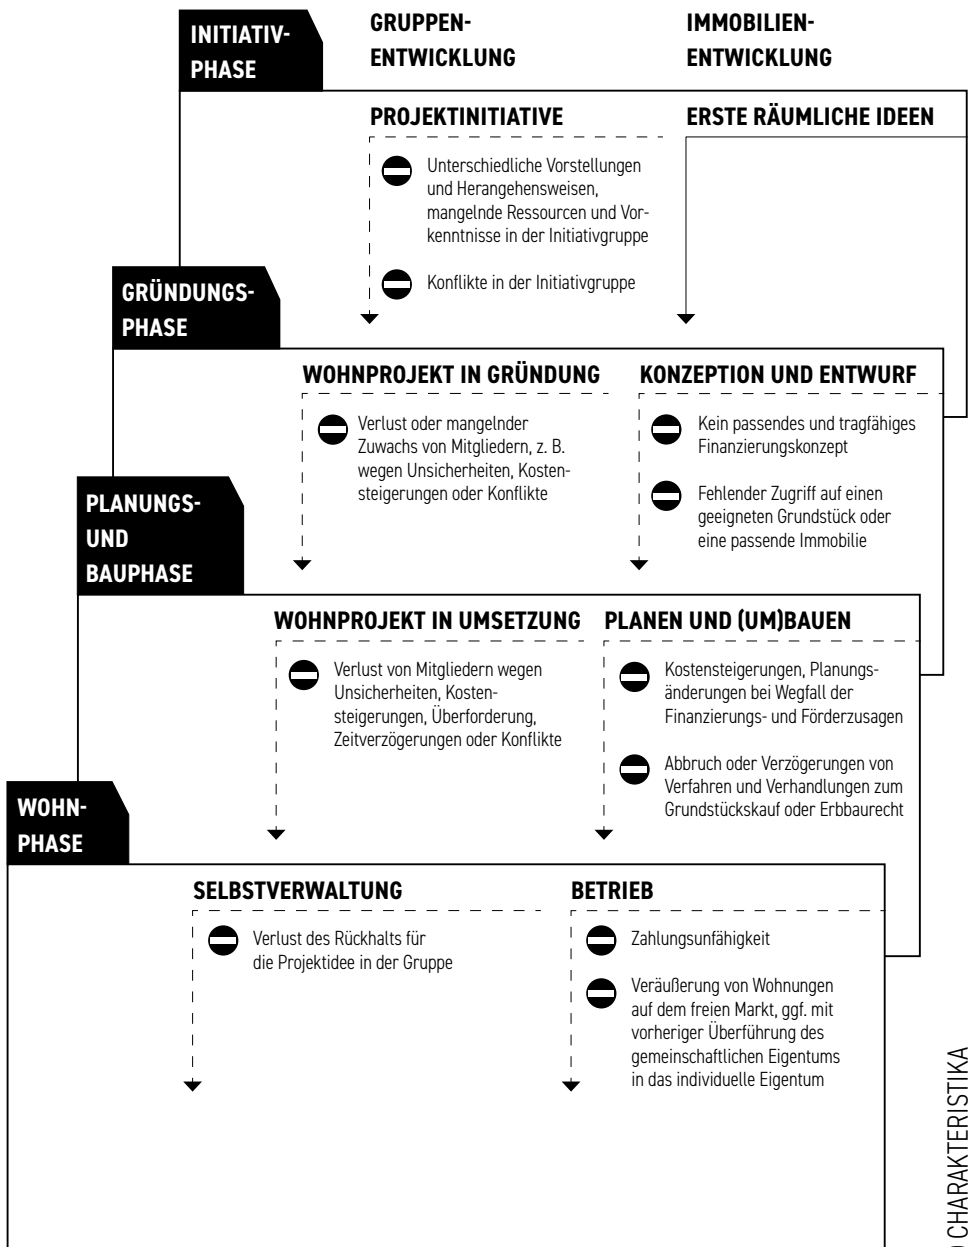 INITIATIV-
PHASE
GRUPPEN-
ENTWICKLUNG
IMMOBILIEN-
ENTWICKLUNG
PROJEKTINITIATIVE
Unterschiedliche Vorstellungen
und Herangehensweisen,
mangelnde Ressourcen und Vor-
kenntnisse in der Initiativgruppe
Konflikte in der Initiativgruppe
ERSTE RÄUMLICHE IDEEN
GRÜNDUNGS-
PHASE
WOHNPROJEKT IN GRÜNDUNG
Verlust oder mangelnder
Zuwachs von Mitgliedern, z. B.
wegen Unsicherheiten, Kosten-
steigerungen oder Konflikte
KONZEPTION UND ENTWURF
Kein passendes und tragfähiges
Finanzierungskonzept
Fehlender Zugriff auf einen
geeigneten Grundstück oder
eine passende Immobilie
PLANUNGS-
UND
BAUPHASE
WOHNPROJEKT IN UMSETZUNG
Verlust von Mitgliedern wegen
Unsicherheiten, Kosten-
steigerungen, Überforderung,
Zeitverzögerungen oder Konflikte
PLANEN UND (UM)BAUEN
Kostensteigerungen, Planungs-
änderungen bei Wegfall der
Finanzierungs- und Förderzusagen
Abbruch oder Verzögerungen von
Verfahren und Verhandlungen zum
Grundstückskauf oder Erbbaurecht
WOHN-
PHASE
SELBSTVERWALTUNG
Verlust des Rückhalts für
die Projektidee in der Gruppe
BETRIEB
Zahlungsunfähigkeit
Veräußerung von Wohnungen
auf dem freien Markt, ggf. mit
vorheriger Überführung des
gemeinschaftlichen Eigentums
in das individuelle Eigentum
CHARAKTERISTIKA